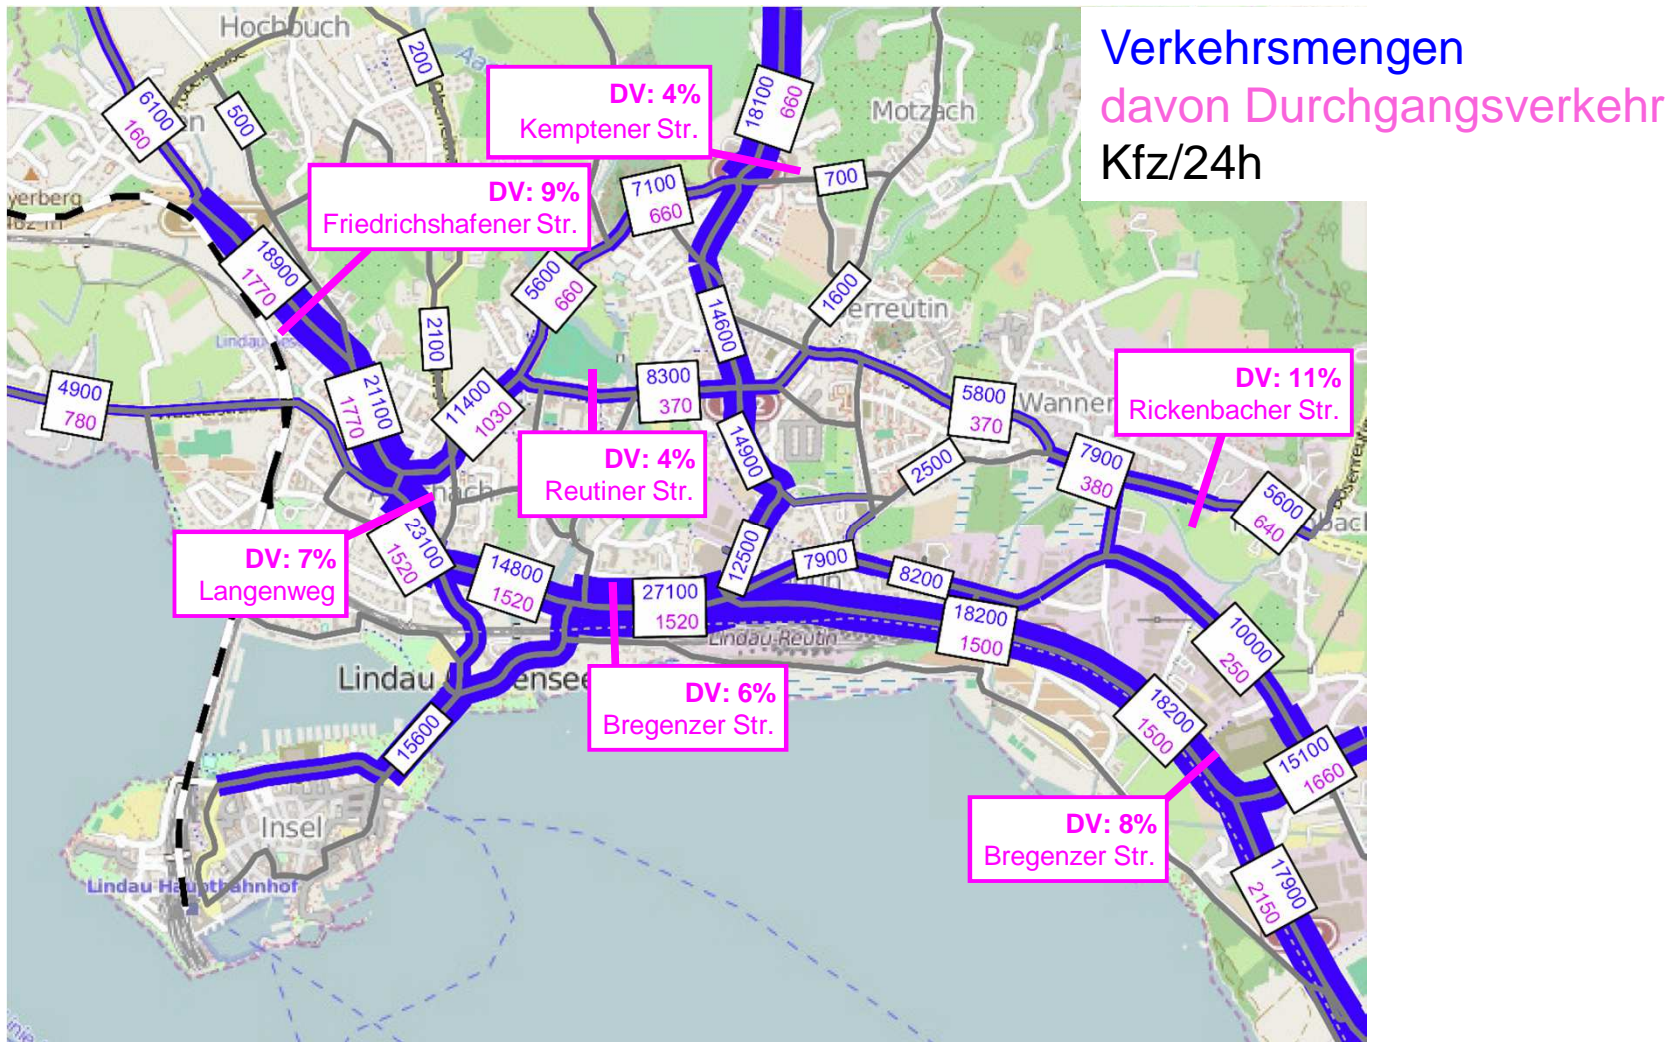 Verkehrsmengen
davon Durchgangsverkehr
Kfz/24h
Hochbuch
200
6100
160
500
DV: 4%
Kemptener Str.
18100
660
Motzach
DV: 9%
Friedrichshafener Str.
7100
660
700
18900
1770
5600
660
1600
2100
14600
4900
780
21100
1770
11400
1030
8300
370
5800
370
DV: 11%
Rickenbacher Str.
DV: 4%
Reutiner Str.
14900
2500
7900
380
5600
640
DV: 7%
Langenweg
23100
1520
14800
1520
27100
1520
12500
7900
8200
18200
1500
Lindau-Reutin
10000
250
Lindau
DV: 6%
Bregenzer Str.
18200
1500
15600
15100
1660
Insel
DV: 8%
Bregenzer Str.
Lindau Hauptbahnhof
17900
2150